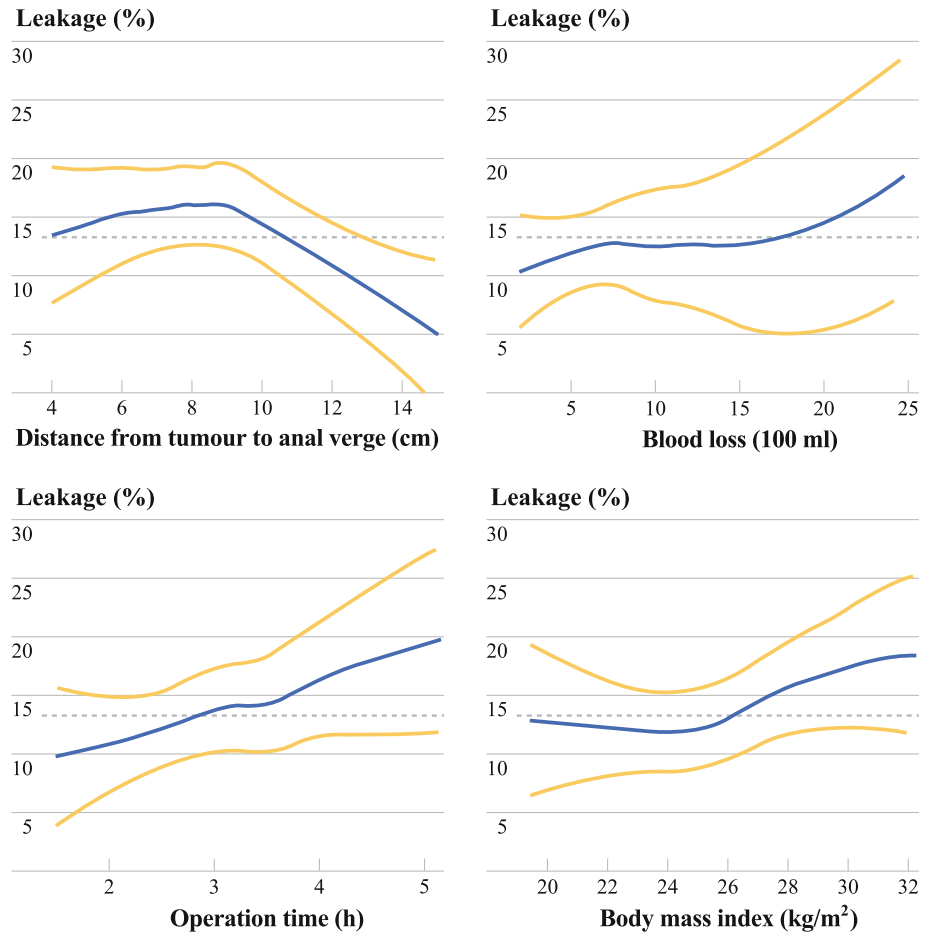 Leakage (%)
30
25
20
15
10
5
4 6 8 10 12 14
Distance from tumour to anal verge (cm)
Leakage (%)
30
25
20
15
10
5
5 10 15 20 25
Blood loss (100 ml)
Leakage (%)
30
25
20
15
10
5
2 3 4 5
Operation time (h)
Leakage (%)
30
25
20
15
10
5
20 22 24 26 28 30 32
Body mass index (kg/m²)